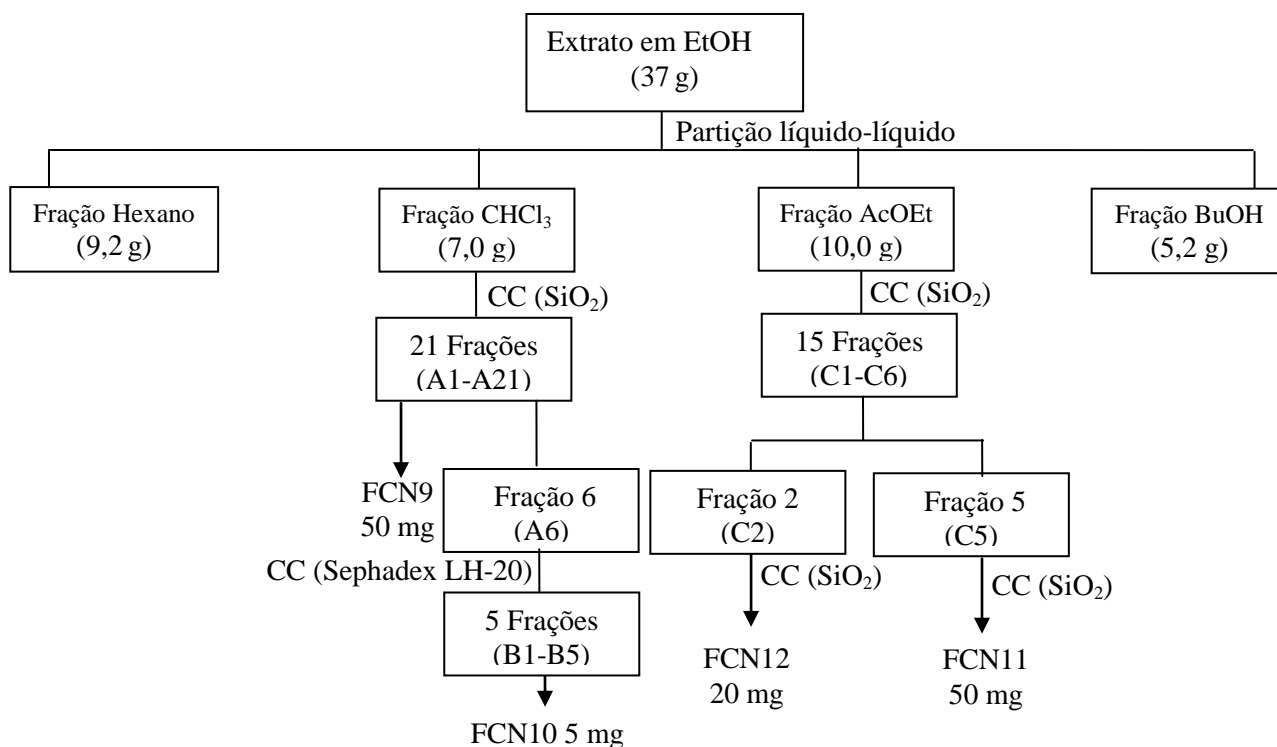 Extrato em EtOH
(37 g)
Partição líquido-líquido
Fração Hexano
(9,2 g)
Fração CHCl₃
(7,0 g)
Fração AcOEt
(10,0 g)
Fração BuOH
(5,2 g)
CC (SiO₂)
CC (SiO₂)
21 Frações
(A1-A21)
15 Frações
(C1-C6)
FCN9
50 mg
Fração 6
(A6)
Fração 2
(C2)
Fração 5
(C5)
CC (Sephadex LH-20)
CC (SiO₂)
CC (SiO₂)
5 Frações
(B1-B5)
FCN12
20 mg
FCN11
50 mg
FCN10 5 mg